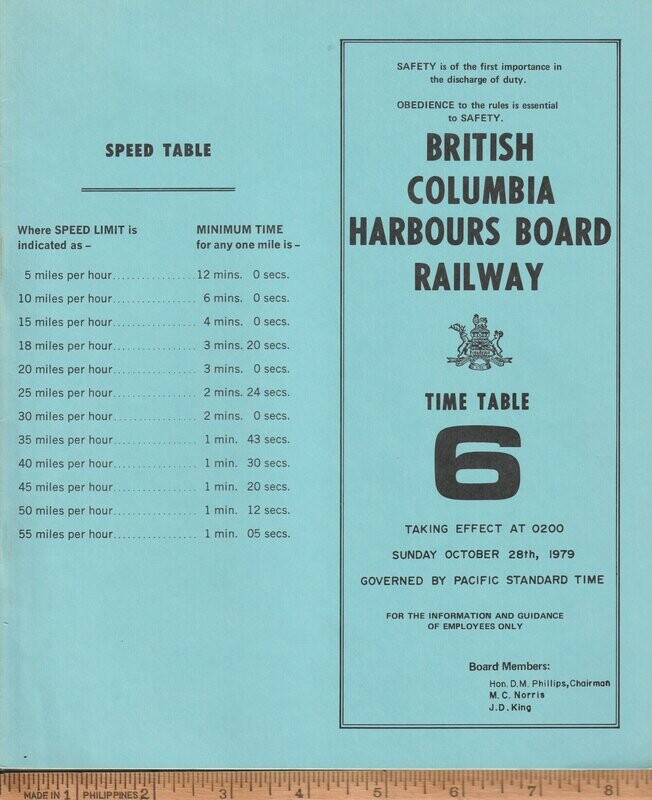 SPEED TABLE
Where SPEED LIMIT is
indicated as –
MINIMUM TIME
for any one mile is –
5 miles per hour................12 mins. 0 secs.
10 miles per hour................ 6 mins. 0 secs.
15 miles per hour................ 4 mins. 0 secs.
18 miles per hour................ 3 mins. 20 secs.
20 miles per hour................ 3 mins. 0 secs.
25 miles per hour................ 2 mins. 24 secs.
30 miles per hour................ 2 mins. 0 secs.
35 miles per hour................ 1 min. 43 secs.
40 miles per hour................ 1 min. 30 secs.
45 miles per hour................ 1 min. 20 secs.
50 miles per hour................ 1 min. 12 secs.
55 miles per hour................ 1 min. 05 secs.
SAFETY is of the first importance in
the discharge of duty.
OBEDIENCE to the rules is essential
to SAFETY.
BRITISH
COLUMBIA
HARBOURS BOARD
RAILWAY
TIME TABLE
6
TAKING EFFECT AT 0200
SUNDAY OCTOBER 28th, 1979
GOVERNED BY PACIFIC STANDARD TIME
FOR THE INFORMATION AND GUIDANCE
OF EMPLOYEES ONLY
Board Members:
Hon. D.M. Phillips, Chairman
M.C. Norris
J.D. King
MADE IN 1 PHILIPPINES 2 3 4 5 6 7 8